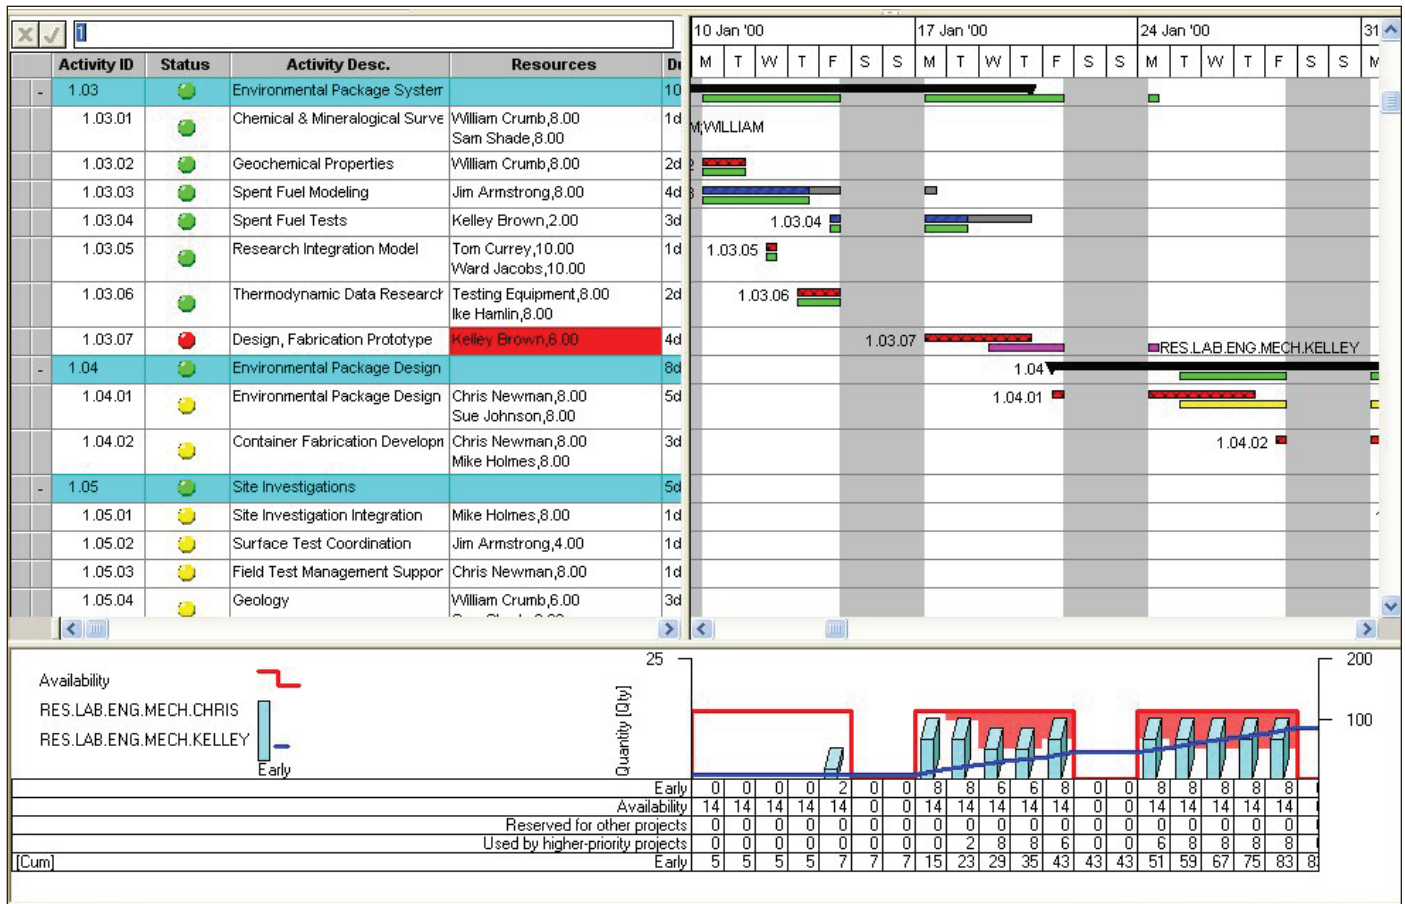 1
10 Jan '00 17 Jan '00 24 Jan '00 31
Activity ID Status Activity Desc. Resources Du M T W T F S S M T W T F S S M T W T F S S M
- 1.03 Environmental Package System 10
1.03.01 Chemical & Mineralogical Surve William Crumb,8.00 1d M;WILLIAM
Sam Shade,8.00
1.03.02 Geochemical Properties William Crumb,8.00 2d 2
1.03.03 Spent Fuel Modeling Jim Armstrong,8.00 4d 3
1.03.04 Spent Fuel Tests Kelley Brown,2.00 3d 1.03.04
1.03.05 Research Integration Model Tom Currey,10.00 1d 1.03.05
Ward Jacobs,10.00
1.03.06 Thermodynamic Data Research Testing Equipment,8.00 2d 1.03.06
Ike Hamlin,8.00
1.03.07 Design, Fabrication Prototype Kelley Brown,6.00 4d 1.03.07 RES.LAB.ENG.MECH.KELLEY
- 1.04 Environmental Package Design 8d 1.04
1.04.01 Environmental Package Design Chris Newman,8.00 5d 1.04.01
Sue Johnson,8.00
1.04.02 Container Fabrication Developm Chris Newman,8.00 3d 1.04.02
Mike Holmes,8.00
- 1.05 Site Investigations 5d
1.05.01 Site Investigation Integration Mike Holmes,8.00 1d
1.05.02 Surface Test Coordination Jim Armstrong,4.00 1d
1.05.03 Field Test Management Suppor Chris Newman,8.00 1d
1.05.04 Geology William Crumb,6.00 3d
Availability
RES.LAB.ENG.MECH.CHRIS
RES.LAB.ENG.MECH.KELLEY
Early
25
Quantity [Qty]
200
100
Early 0 0 0 0 2 0 0 8 8 6 6 8 0 0 8 8 8 8 8
Availability 14 14 14 14 14 0 0 14 14 14 14 14 0 0 14 14 14 14 14
Reserved for other projects 0 0 0 0 0 0 0 0 0 0 0 0 0 0 0 0 0 0 0
Used by higher-priority projects 0 0 0 0 0 0 0 0 2 8 8 6 0 0 6 8 8 8 8
[Cum] Early 5 5 5 5 7 7 7 15 23 29 35 43 43 43 51 59 67 75 83 8